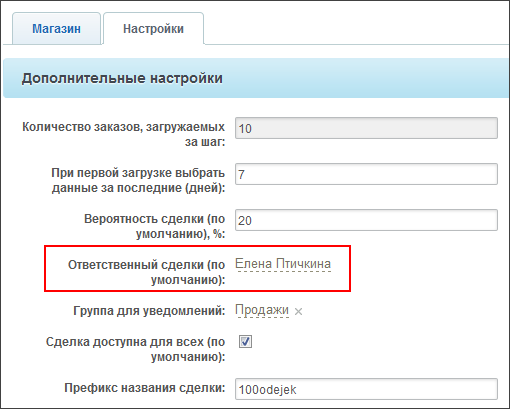 Магазин Настройки
Дополнительные настройки
Количество заказов, загружаемых
за шаг: 10
При первой загрузке выбрать
данные за последние (дней): 7
Вероятность сделки (по
умолчанию), %: 20
Ответственный сделки (по
умолчанию): Елена Птичкина
Группа для уведомлений: Продажи
Сделка доступна для всех (по
умолчанию):
Префикс названия сделки: 100odejek